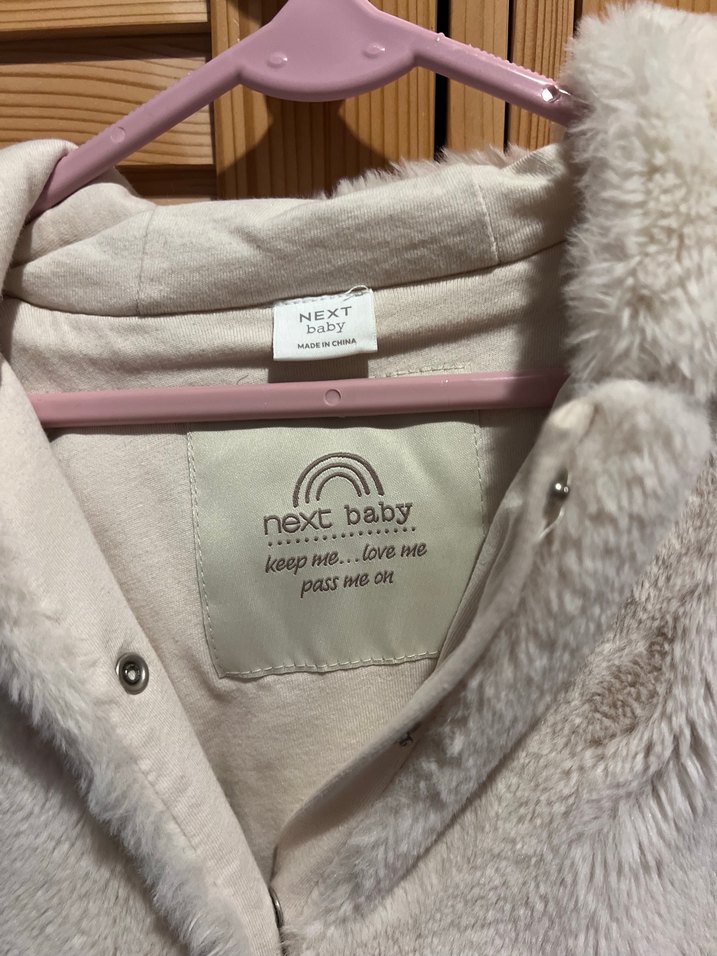 NEXT
baby
MADE IN CHINA
next baby
keep me...love me
pass me on